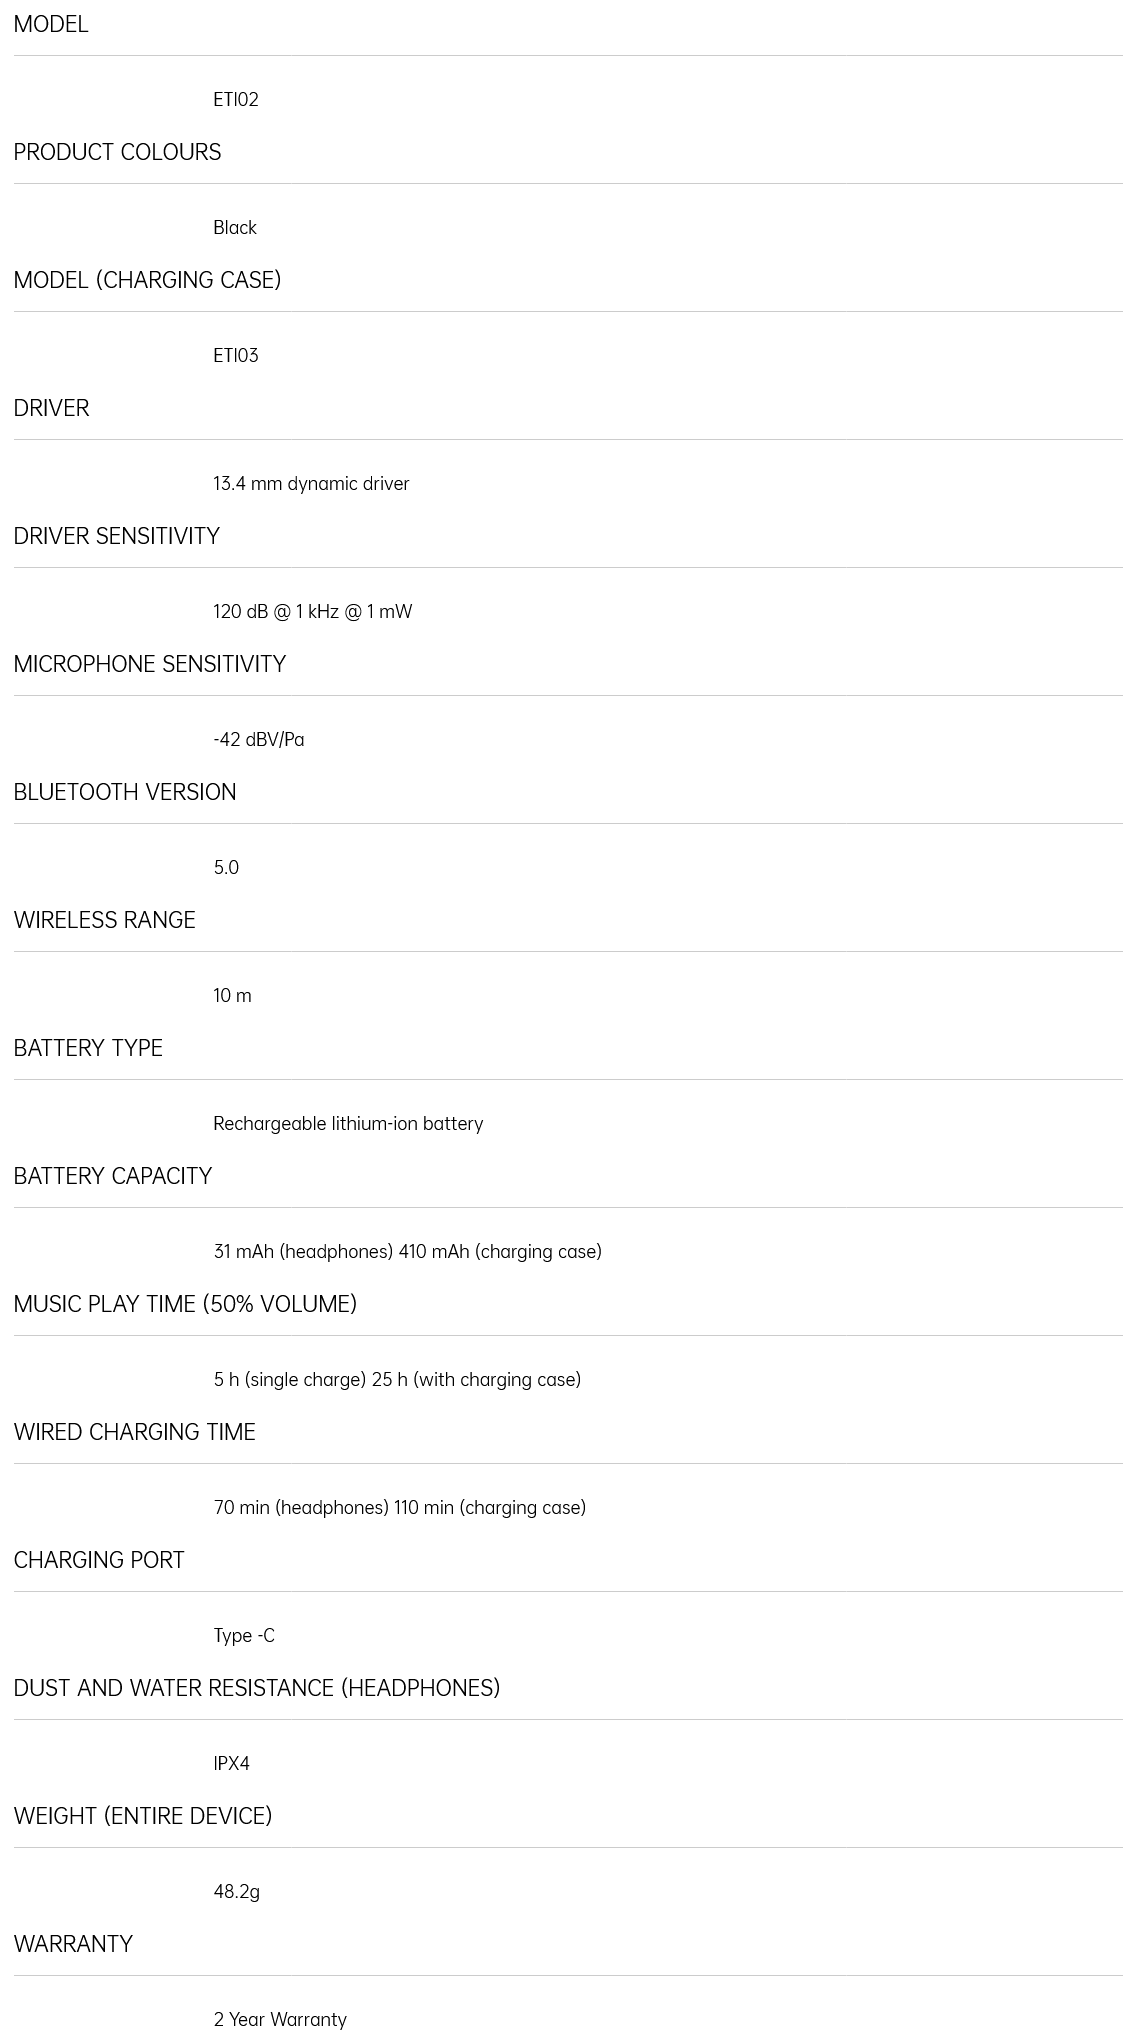 MODEL
ETI02
PRODUCT COLOURS
Black
MODEL (CHARGING CASE)
ETI03
DRIVER
13.4 mm dynamic driver
DRIVER SENSITIVITY
120 dB @ 1 kHz @ 1 mW
MICROPHONE SENSITIVITY
-42 dBV/Pa
BLUETOOTH VERSION
5.0
WIRELESS RANGE
10 m
BATTERY TYPE
Rechargeable lithium-ion battery
BATTERY CAPACITY
31 mAh (headphones) 410 mAh (charging case)
MUSIC PLAY TIME (50% VOLUME)
5 h (single charge) 25 h (with charging case)
WIRED CHARGING TIME
70 min (headphones) 110 min (charging case)
CHARGING PORT
Type -C
DUST AND WATER RESISTANCE (HEADPHONES)
IPX4
WEIGHT (ENTIRE DEVICE)
48.2g
WARRANTY
2 Year Warranty